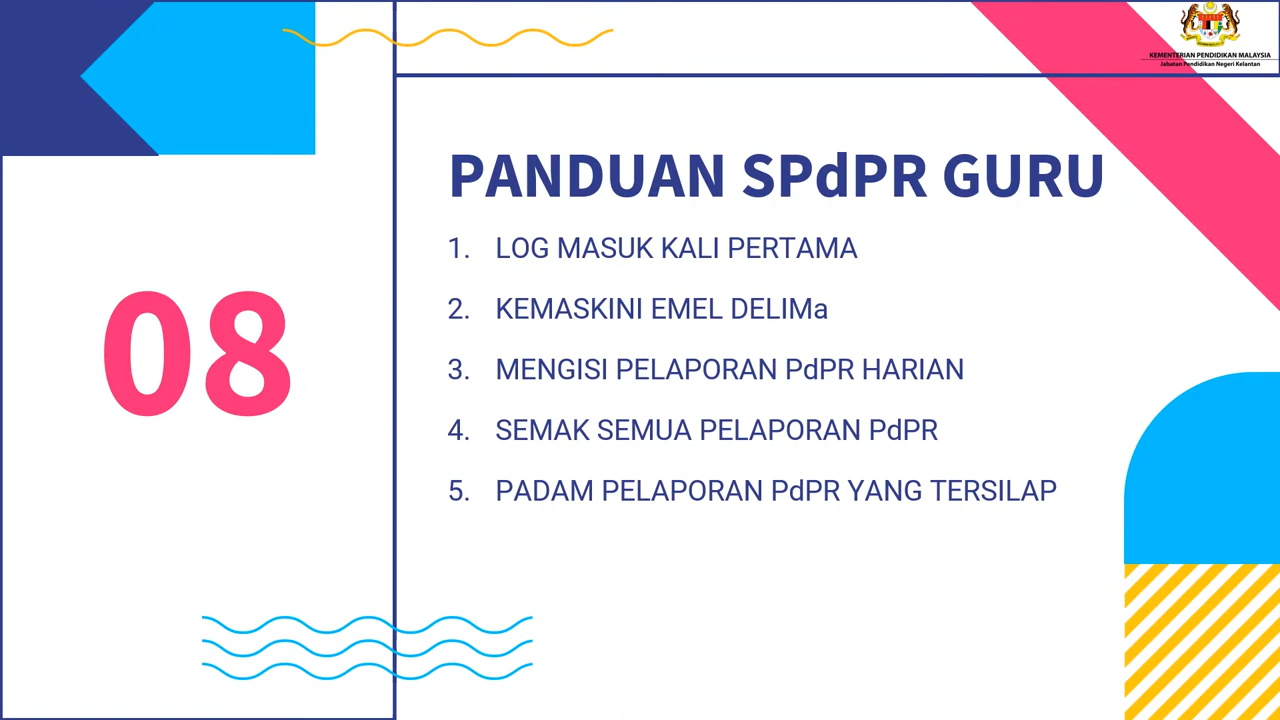 KEMENTERIAN PENDIDIKAN MALAYSIA
Jabatan Pendidikan Negeri Kelantan
08
PANDUAN SPdPR GURU
1. LOG MASUK KALI PERTAMA
2. KEMASKINI EMEL DELIMa
3. MENGISI PELAPORAN PdPR HARIAN
4. SEMAK SEMUA PELAPORAN PdPR
5. PADAM PELAPORAN PdPR YANG TERSILAP